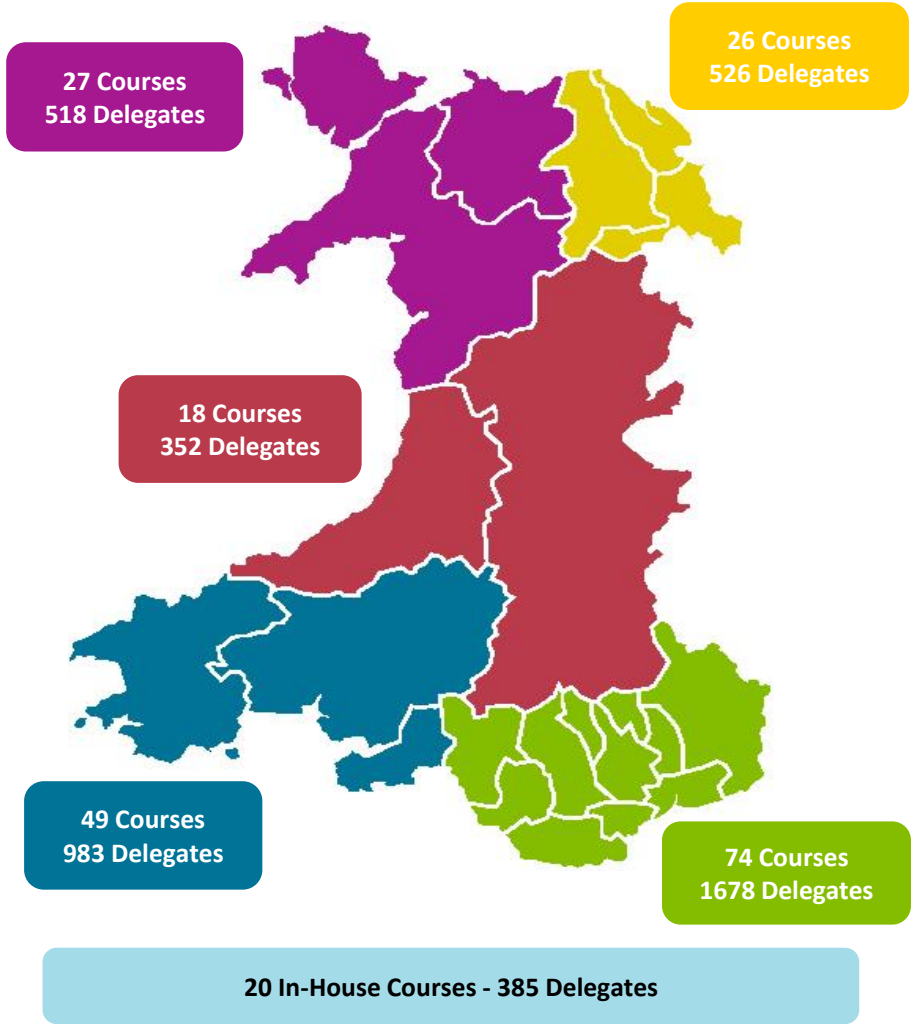 26 Courses
526 Delegates
27 Courses
518 Delegates
18 Courses
352 Delegates
49 Courses
983 Delegates
74 Courses
1678 Delegates
20 In-House Courses - 385 Delegates